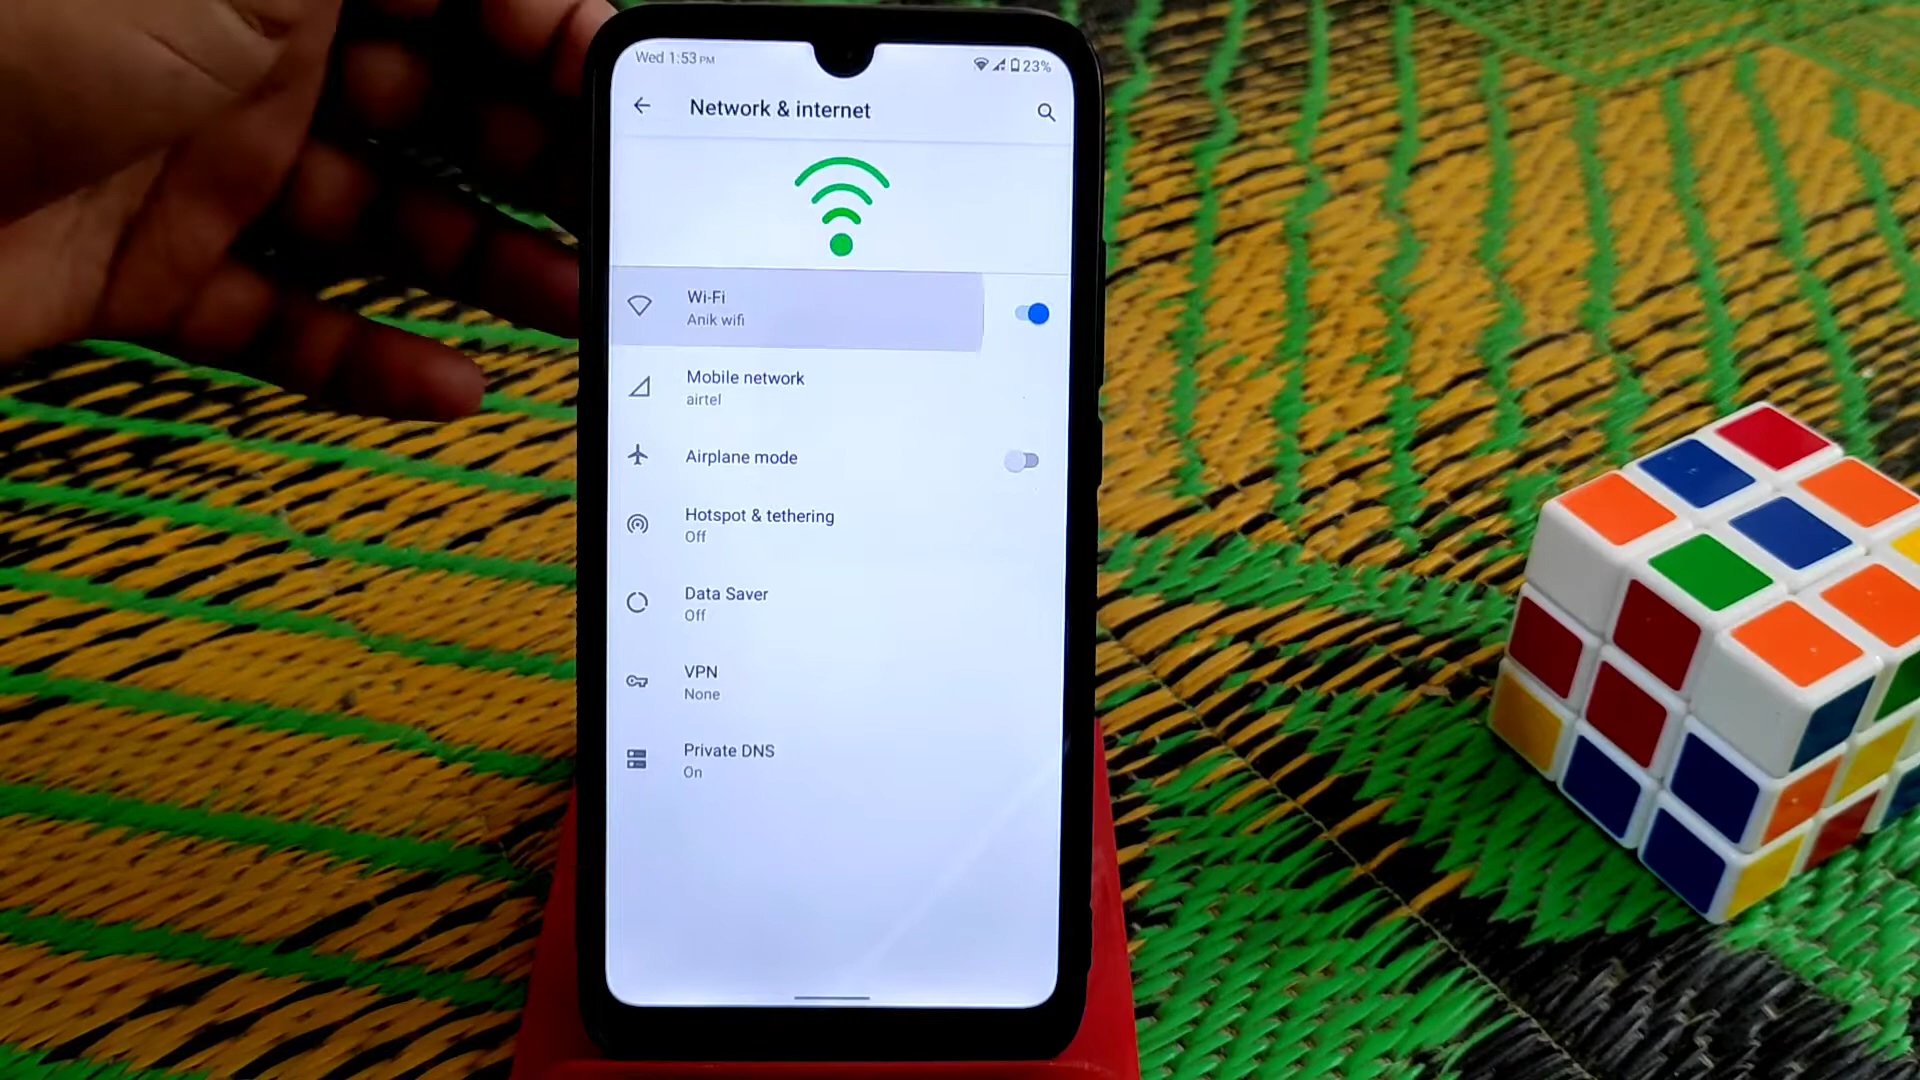 Wed 1:53 PM
23%
Network & internet
Wi-Fi
Anik wifi
Mobile network
airtel
Airplane mode
Hotspot & tethering
Off
Data Saver
Off
VPN
None
Private DNS
On